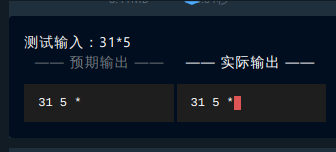 测试输入：31*5
—— 预期输出 —— —— 实际输出 ——
31 5 * 31 5 *